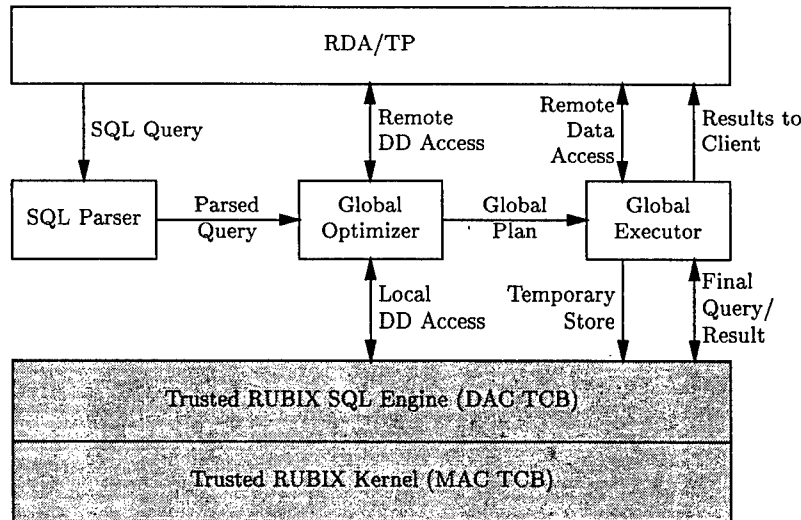 RDA/TP
SQL Query
Remote
DD Access
Remote
Data
Access
Results to
Client
SQL Parser
Parsed
Query
Global
Optimizer
Global
Plan
Global
Executor
Local
DD Access
Temporary
Store
Final
Query/
Result
Trusted RUBIX SQL Engine (DAC TCB)
Trusted RUBIX Kernel (MAC TCB)